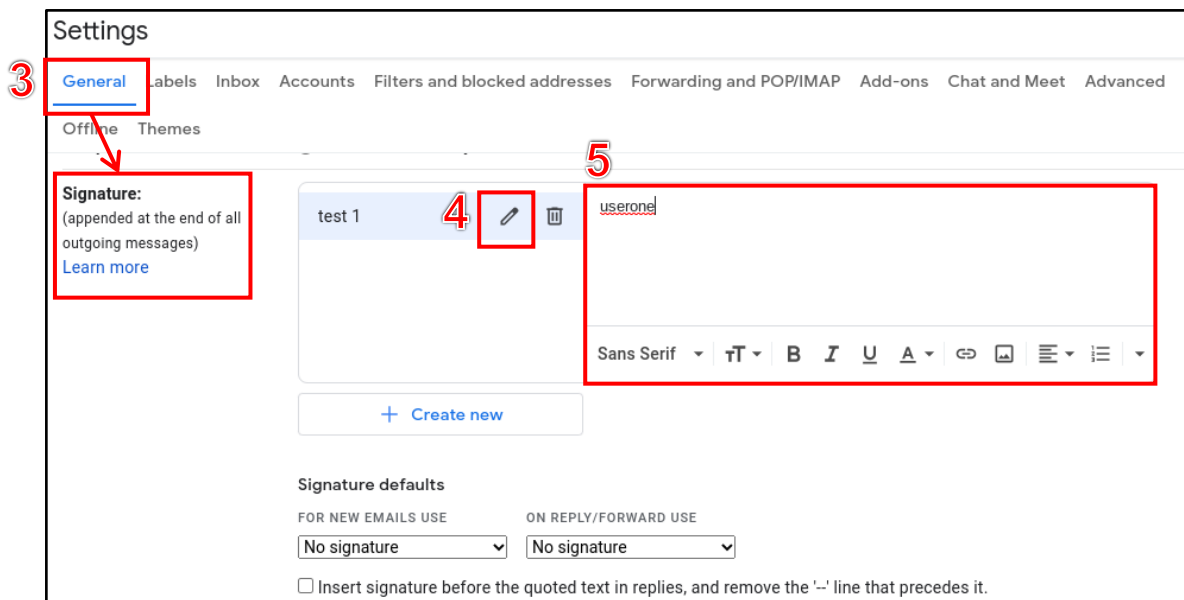 Settings
3
General Labels Inbox Accounts Filters and blocked addresses Forwarding and POP/IMAP Add-ons Chat and Meet Advanced
Offline Themes
5
Signature:
(appended at the end of all
outgoing messages)
Learn more
test 1
4
userone
Sans Serif
B I U A
+ Create new
Signature defaults
FOR NEW EMAILS USE ON REPLY/FORWARD USE
No signature No signature
Insert signature before the quoted text in replies, and remove the '--' line that precedes it.